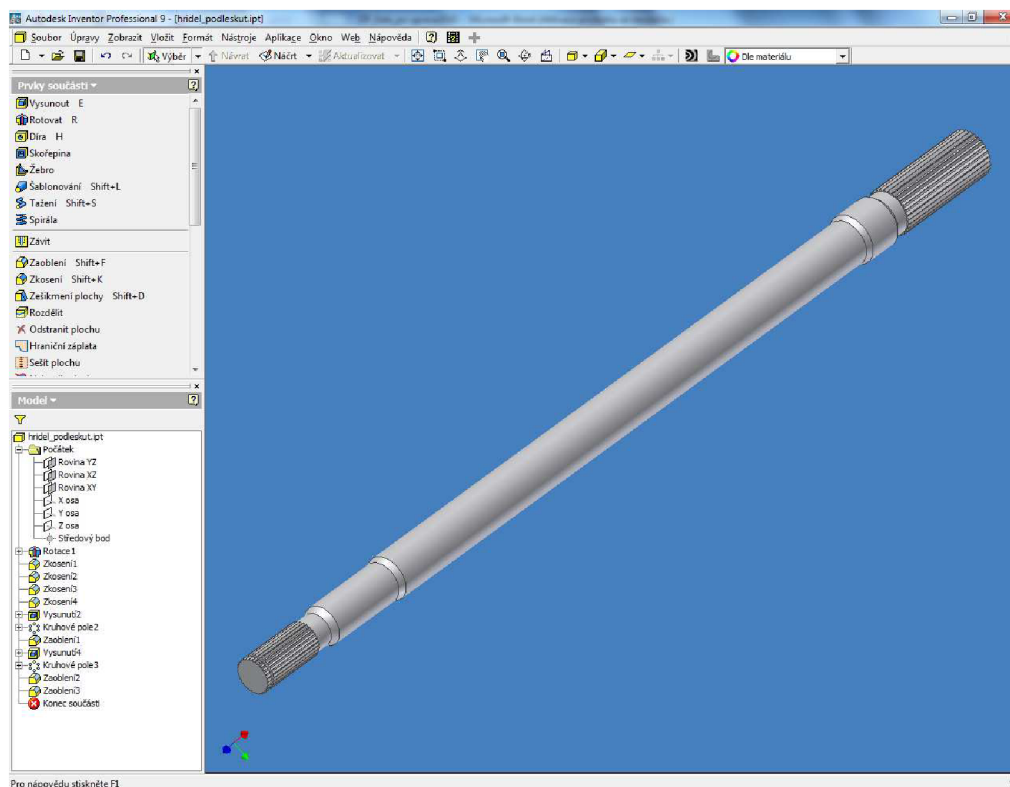 Autodesk Inventor Professional 9 - [hridel_podleskut.ipt]
Soubor Úpravy Zobrazit Vložit Formát Nástroje Aplikace Okno Web Nápověda
Výběr Návrat Náčrt Aktualizovat Dle materiálu
Prvky součásti
Vysunout E
Rotovat R
Díra H
Skořepina
Žebro
Šablonování Shift+L
Tažení Shift+S
Spirála
Závit
Zaoblení Shift+F
Zkosení Shift+K
Zešikmení plochy Shift+D
Rozdělit
Odstranit plochu
Hraniční záplata
Sešít plochu
Model
hridel_podleskut.ipt
Počátek
Rovina YZ
Rovina XZ
Rovina XY
X osa
Y osa
Z osa
Středový bod
Rotace1
Zkosení1
Zkosení2
Zkosení3
Zkosení4
Vysunutí2
Kruhové pole2
Zaoblení1
Vysunutí4
Kruhové pole3
Zaoblení2
Zaoblení3
Konec součásti
Pro nápovědu stiskněte F1